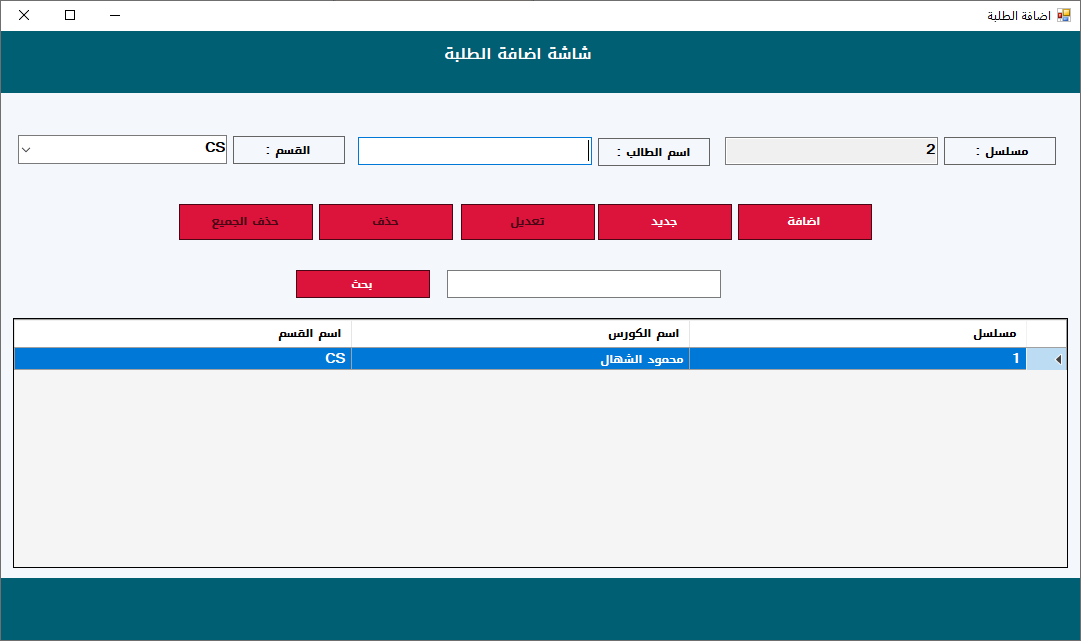 اضافة الطلبة
شاشة اضافة الطلبة
مسلسل : 2 اسم الطالب : القسم : CS
اضافة جديد تعديل حذف حذف الجميع
بحث
مسلسل اسم الكورس اسم القسم
1 محمود الشهال CS